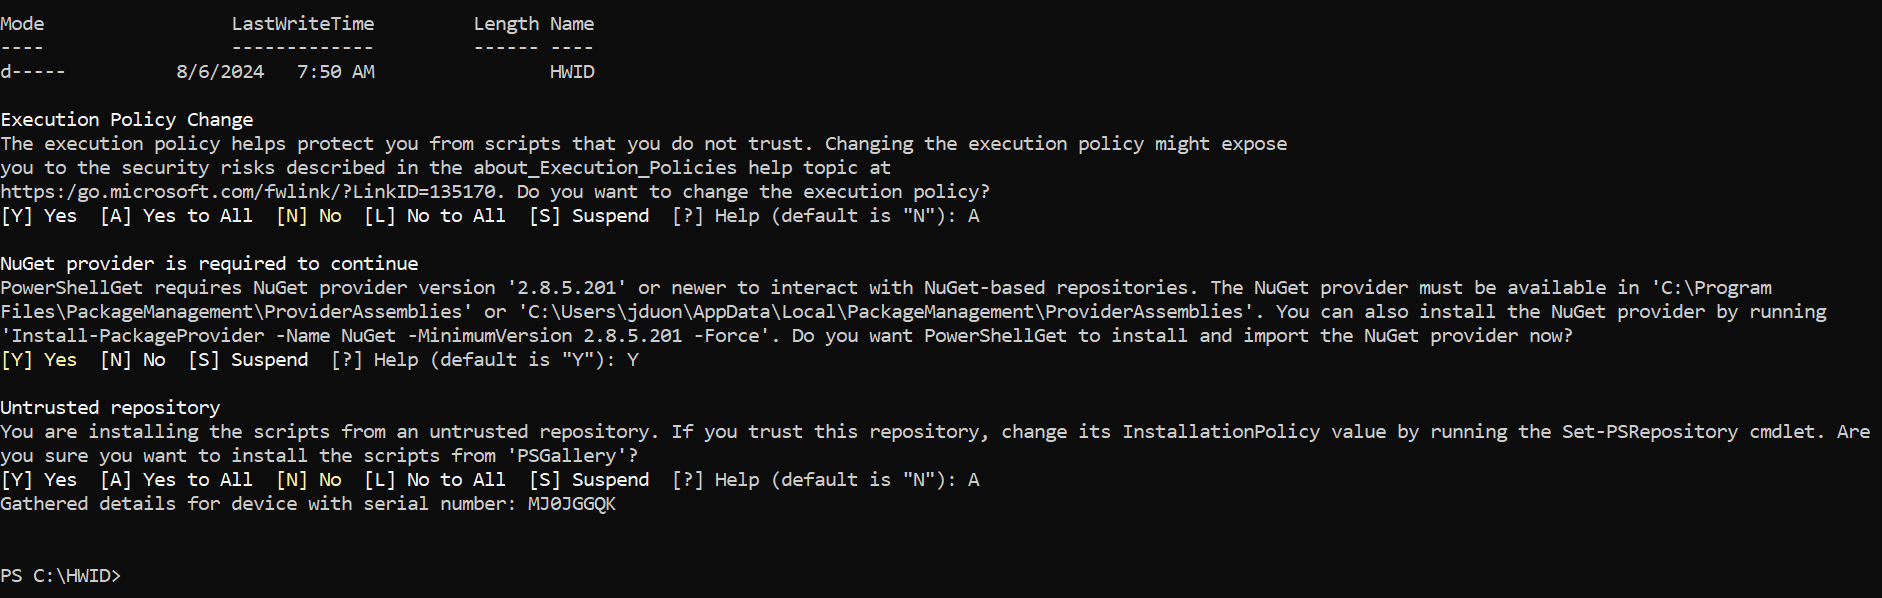 Mode                 LastWriteTime         Length Name
----                 -------------         ------ ----
d-----          8/6/2024   7:50 AM                HWID
Execution Policy Change
The execution policy helps protect you from scripts that you do not trust. Changing the execution policy might expose
you to the security risks described in the about_Execution_Policies help topic at
https:/go.microsoft.com/fwlink/?LinkID=135170. Do you want to change the execution policy?
[Y] Yes  [A] Yes to All  [N] No  [L] No to All  [S] Suspend  [?] Help (default is "N"): A
NuGet provider is required to continue
PowerShellGet requires NuGet provider version '2.8.5.201' or newer to interact with NuGet-based repositories. The NuGet provider must be available in 'C:\Program
Files\PackageManagement\ProviderAssemblies' or 'C:\Users\jduon\AppData\Local\PackageManagement\ProviderAssemblies'. You can also install the NuGet provider by running
'Install-PackageProvider -Name NuGet -MinimumVersion 2.8.5.201 -Force'. Do you want PowerShellGet to install and import the NuGet provider now?
[Y] Yes  [N] No  [S] Suspend  [?] Help (default is "Y"): Y
Untrusted repository
You are installing the scripts from an untrusted repository. If you trust this repository, change its InstallationPolicy value by running the Set-PSRepository cmdlet. Are
you sure you want to install the scripts from 'PSGallery'?
[Y] Yes  [A] Yes to All  [N] No  [L] No to All  [S] Suspend  [?] Help (default is "N"): A
Gathered details for device with serial number: MJ0JGGQK
PS C:\HWID>